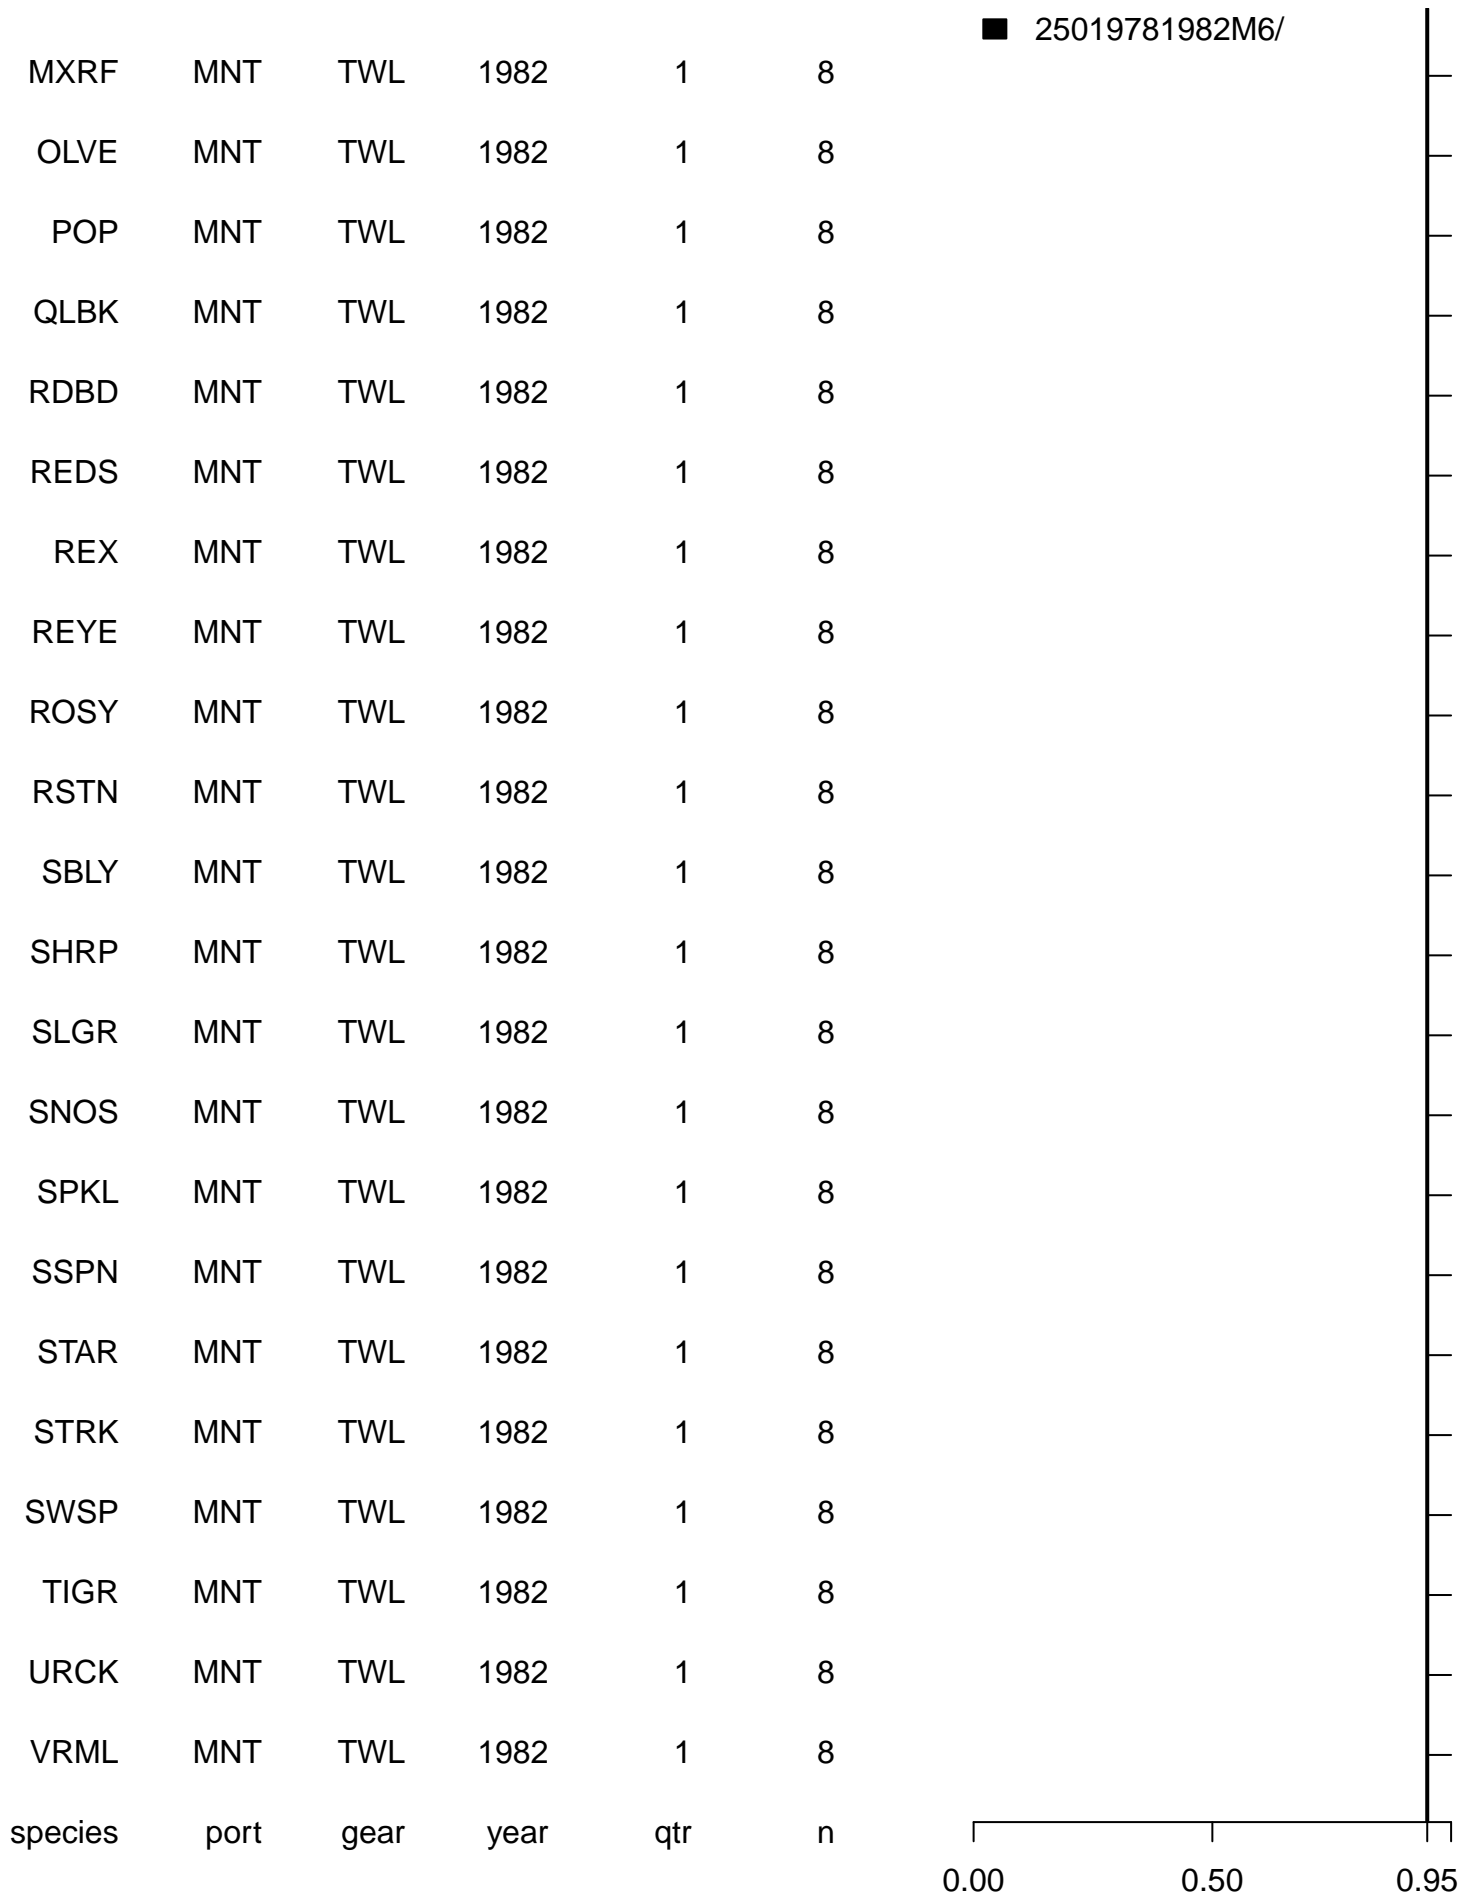 25019781982M6/
MXRF MNT TWL 1982 1 8
OLVE MNT TWL 1982 1 8
POP MNT TWL 1982 1 8
QLBK MNT TWL 1982 1 8
RDBD MNT TWL 1982 1 8
REDS MNT TWL 1982 1 8
REX MNT TWL 1982 1 8
REYE MNT TWL 1982 1 8
ROSY MNT TWL 1982 1 8
RSTN MNT TWL 1982 1 8
SBLY MNT TWL 1982 1 8
SHRP MNT TWL 1982 1 8
SLGR MNT TWL 1982 1 8
SNOS MNT TWL 1982 1 8
SPKL MNT TWL 1982 1 8
SSPN MNT TWL 1982 1 8
STAR MNT TWL 1982 1 8
STRK MNT TWL 1982 1 8
SWSP MNT TWL 1982 1 8
TIGR MNT TWL 1982 1 8
URCK MNT TWL 1982 1 8
VRML MNT TWL 1982 1 8
species port gear year qtr n
0.00 0.50 0.95